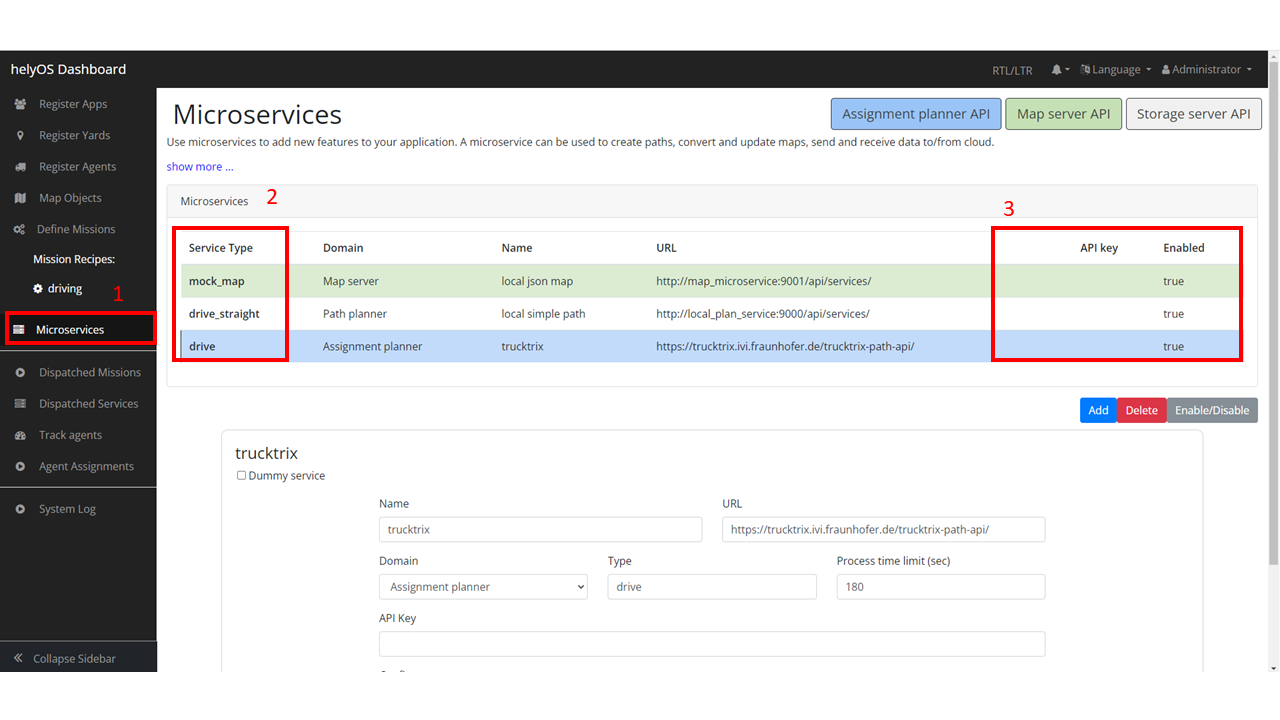 helyOS Dashboard
RTL/LTR
Language
Administrator
Register Apps
Register Yards
Register Agents
Map Objects
Define Missions
Mission Recipes:
driving
1
Microservices
Dispatched Missions
Dispatched Services
Track agents
Agent Assignments
System Log
Collapse Sidebar
Microservices
Assignment planner API
Map server API
Storage server API
Use microservices to add new features to your application. A microservice can be used to create paths, convert and update maps, send and receive data to/from cloud.
show more ...
Microservices
2
3
Service Type Domain Name URL API key Enabled
mock_map Map server local json map http://map_microservice:9001/api/services/ true
drive_straight Path planner local simple path http://local_plan_service:9000/api/services/ true
drive Assignment planner trucktrix https://trucktrix.ivi.fraunhofer.de/trucktrix-path-api/ true
Add Delete Enable/Disable
trucktrix
Dummy service
Name URL
trucktrix https://trucktrix.ivi.fraunhofer.de/trucktrix-path-api/
Domain Type Process time limit (sec)
Assignment planner drive 180
API Key